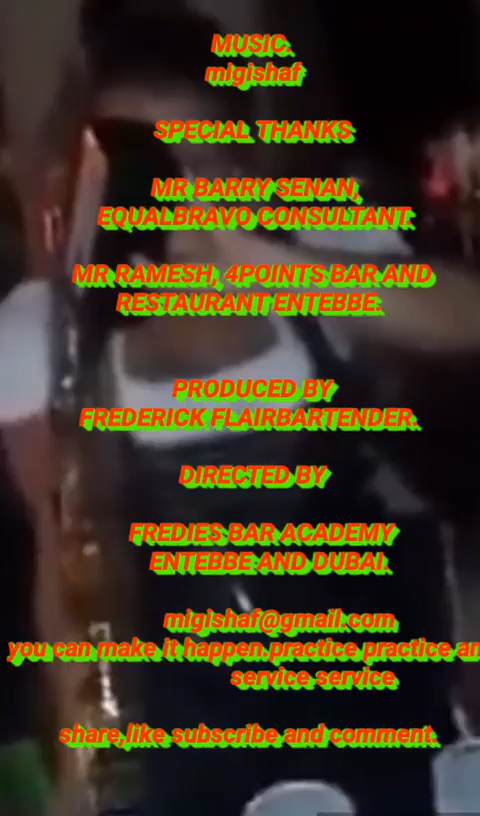 MUSIC.
migishaf
SPECIAL THANKS
MR BARRY SENAN,
EQUALBRAVO CONSULTANT.
MR RAMESH, 4POINTS BAR AND
RESTAURANT ENTEBBE.
PRODUCED BY
FREDERICK FLAIRBARTENDER.
DIRECTED BY
FREDIES BAR ACADEMY
ENTEBBE AND DUBAI.
migishaf@gmail.com
you can make it happen.practice practice an
service service
share,like subscribe and comment.